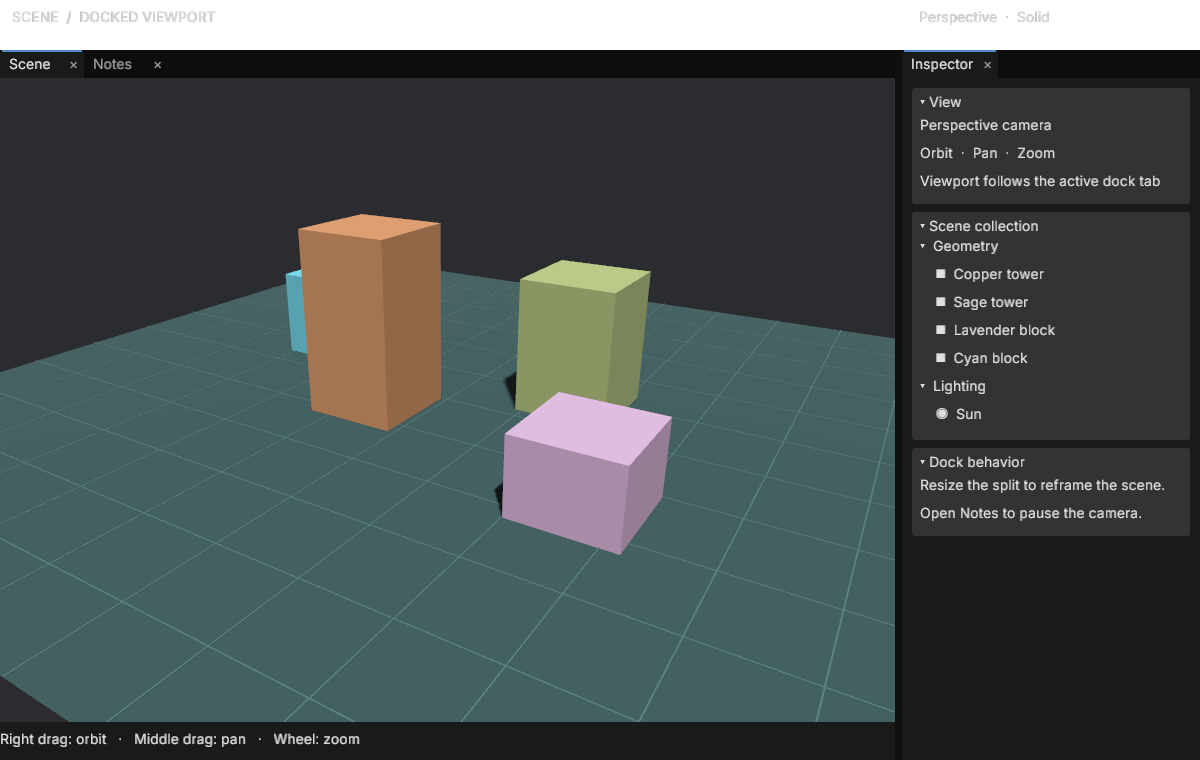 SCENE / DOCKED VIEWPORT
Perspective · Solid
Scene × Notes ×
Inspector ×
View
Perspective camera
Orbit · Pan · Zoom
Viewport follows the active dock tab
Scene collection
Geometry
Copper tower
Sage tower
Lavender block
Cyan block
Lighting
Sun
Dock behavior
Resize the split to reframe the scene.
Open Notes to pause the camera.
Right drag: orbit · Middle drag: pan · Wheel: zoom